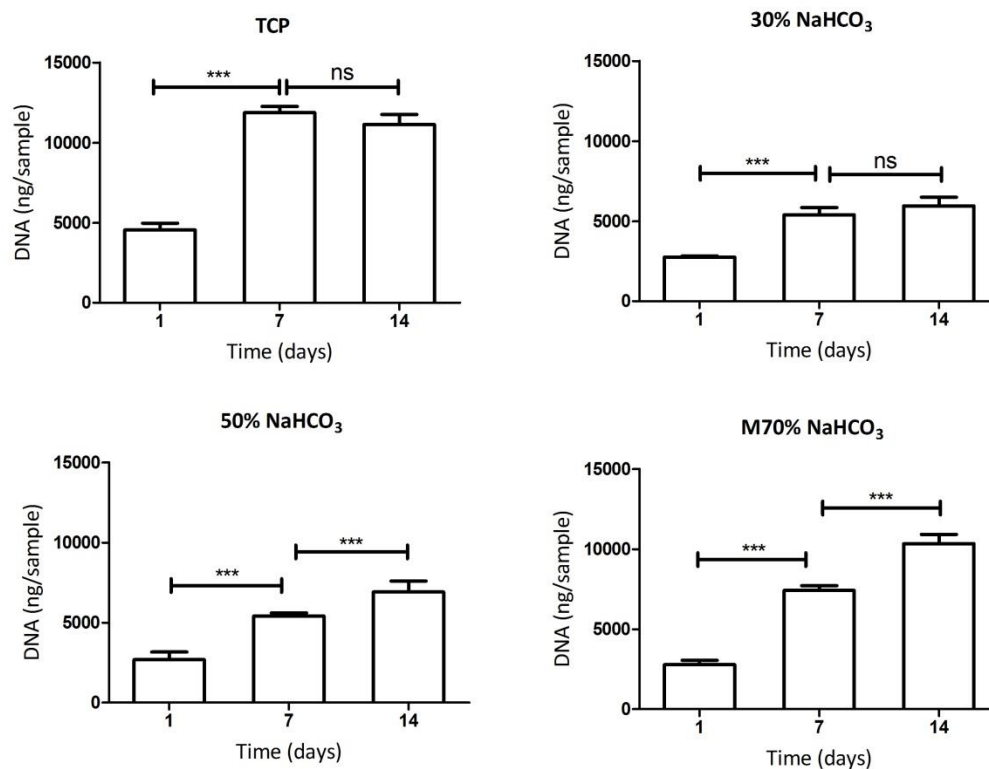 TCP
15000
10000
5000
0
DNA (ng/sample)
***
ns
1 7 14
Time (days)
30% NaHCO₃
15000
10000
5000
0
DNA (ng/sample)
***
ns
1 7 14
Time (days)
50% NaHCO₃
15000
10000
5000
0
DNA (ng/sample)
***
***
1 7 14
Time (days)
M70% NaHCO₃
15000
10000
5000
0
DNA (ng/sample)
***
***
1 7 14
Time (days)